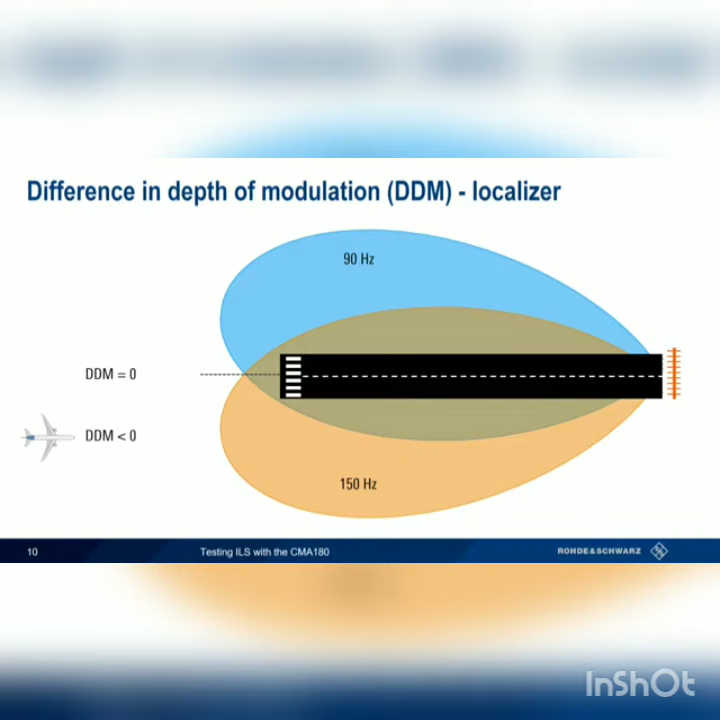 Difference in depth of modulation (DDM) - localizer
90 Hz
DDM = 0
DDM < 0
150 Hz
10 Testing ILS with the CMA180 ROHDE&SCHWARZ
InShOt